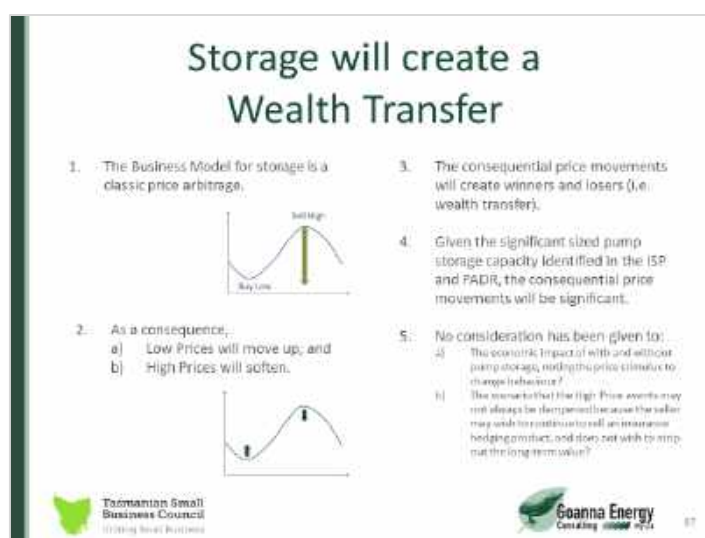 Storage will create a
Wealth Transfer
1. The Business Model for storage is a
classic price arbitrage.
Sell High
Buy Low
2. As a consequence,
a) Low Prices will move up; and
b) High Prices will soften.
3. The consequential price movements
will create winners and losers (i.e.
wealth transfer).
4. Given the significant sized pump
storage capacity identified in the ISP
and PADR, the consequential price
movements will be significant.
5. No consideration has been given to:
a) The economic impact of with and without
pump storage, noting the price stimulus to
change behaviour?
b) The scenario that the High Price events may
not always be dampened because the seller
may wish to continue to sell an insurance
hedging product, and does not wish to strip
out the long-term value?
Tasmanian Small
Business Council
Uniting Small Business
Goanna Energy
Consulting Pty Ltd